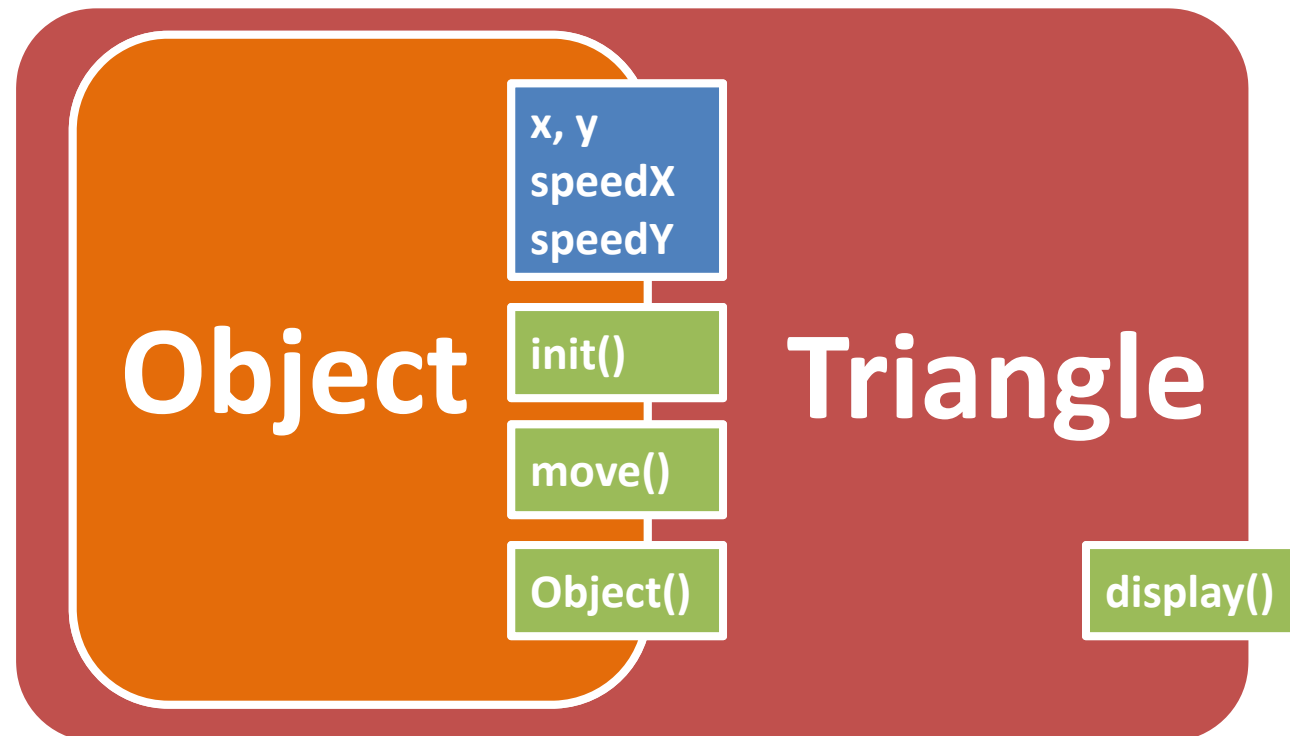 Object
x, y
speedX
speedY
init()
move()
Object()
Triangle
display()